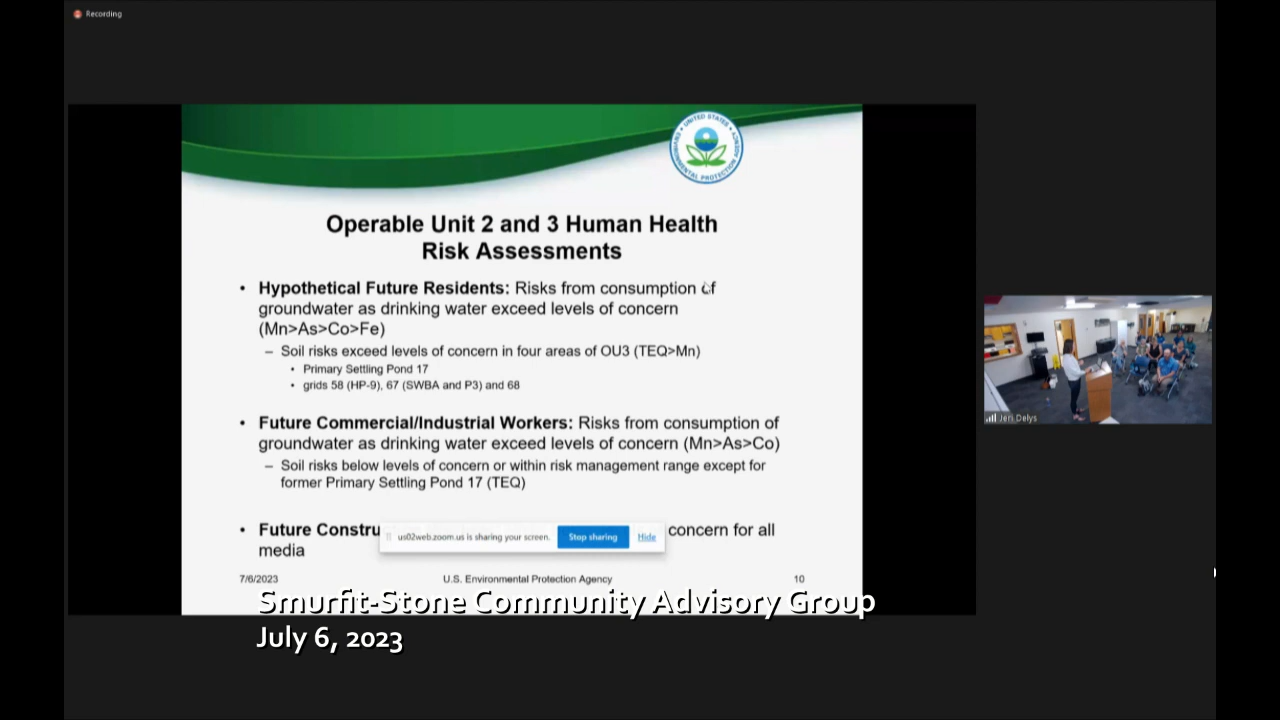 Recording
UNITED STATES
ENVIRONMENTAL PROTECTION AGENCY
Operable Unit 2 and 3 Human Health
Risk Assessments
• Hypothetical Future Residents: Risks from consumption of
groundwater as drinking water exceed levels of concern
(Mn>As>Co>Fe)
– Soil risks exceed levels of concern in four areas of OU3 (TEQ>Mn)
• Primary Settling Pond 17
• grids 58 (HP-9), 67 (SWBA and P3) and 68
• Future Commercial/Industrial Workers: Risks from consumption of
groundwater as drinking water exceed levels of concern (Mn>As>Co)
– Soil risks below levels of concern or within risk management range except for
former Primary Settling Pond 17 (TEQ)
• Future Constru concern for all
media
us02web.zoom.us is sharing your screen. Stop sharing Hide
7/6/2023 U.S. Environmental Protection Agency 10
Smurfit-Stone Community Advisory Group
July 6, 2023
Jeri Delys